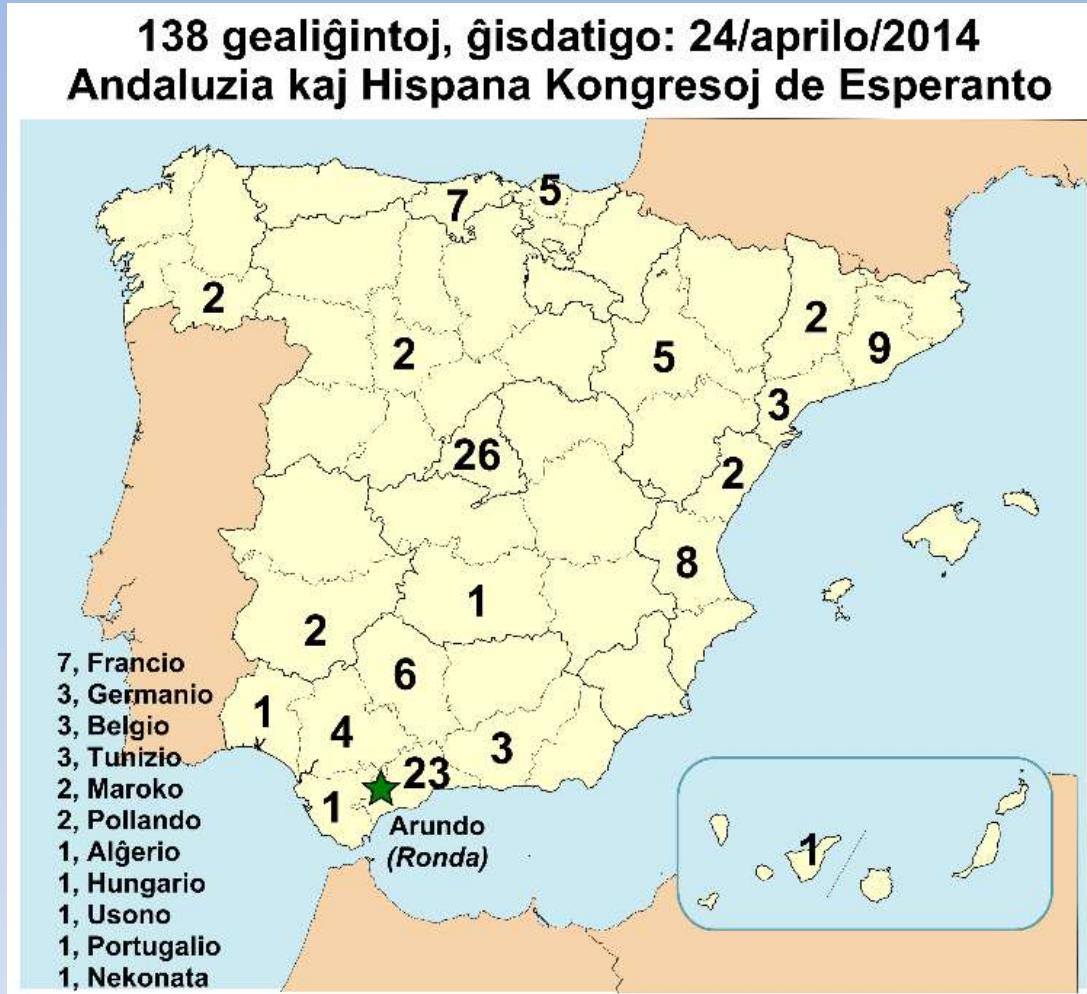 138 gealiĝintoj, ĝisdatigo: 24/aprilo/2014
Andaluzia kaj Hispana Kongresoj de Esperanto
7
5
2
2
2
5
9
3
26
2
8
1
2
6
1
4
3
23
1
Arundo
(Ronda)
1
7, Francio
3, Germanio
3, Belgio
3, Tunizio
2, Maroko
2, Pollando
1, Alĝerio
1, Hungario
1, Usono
1, Portugalio
1, Nekonata